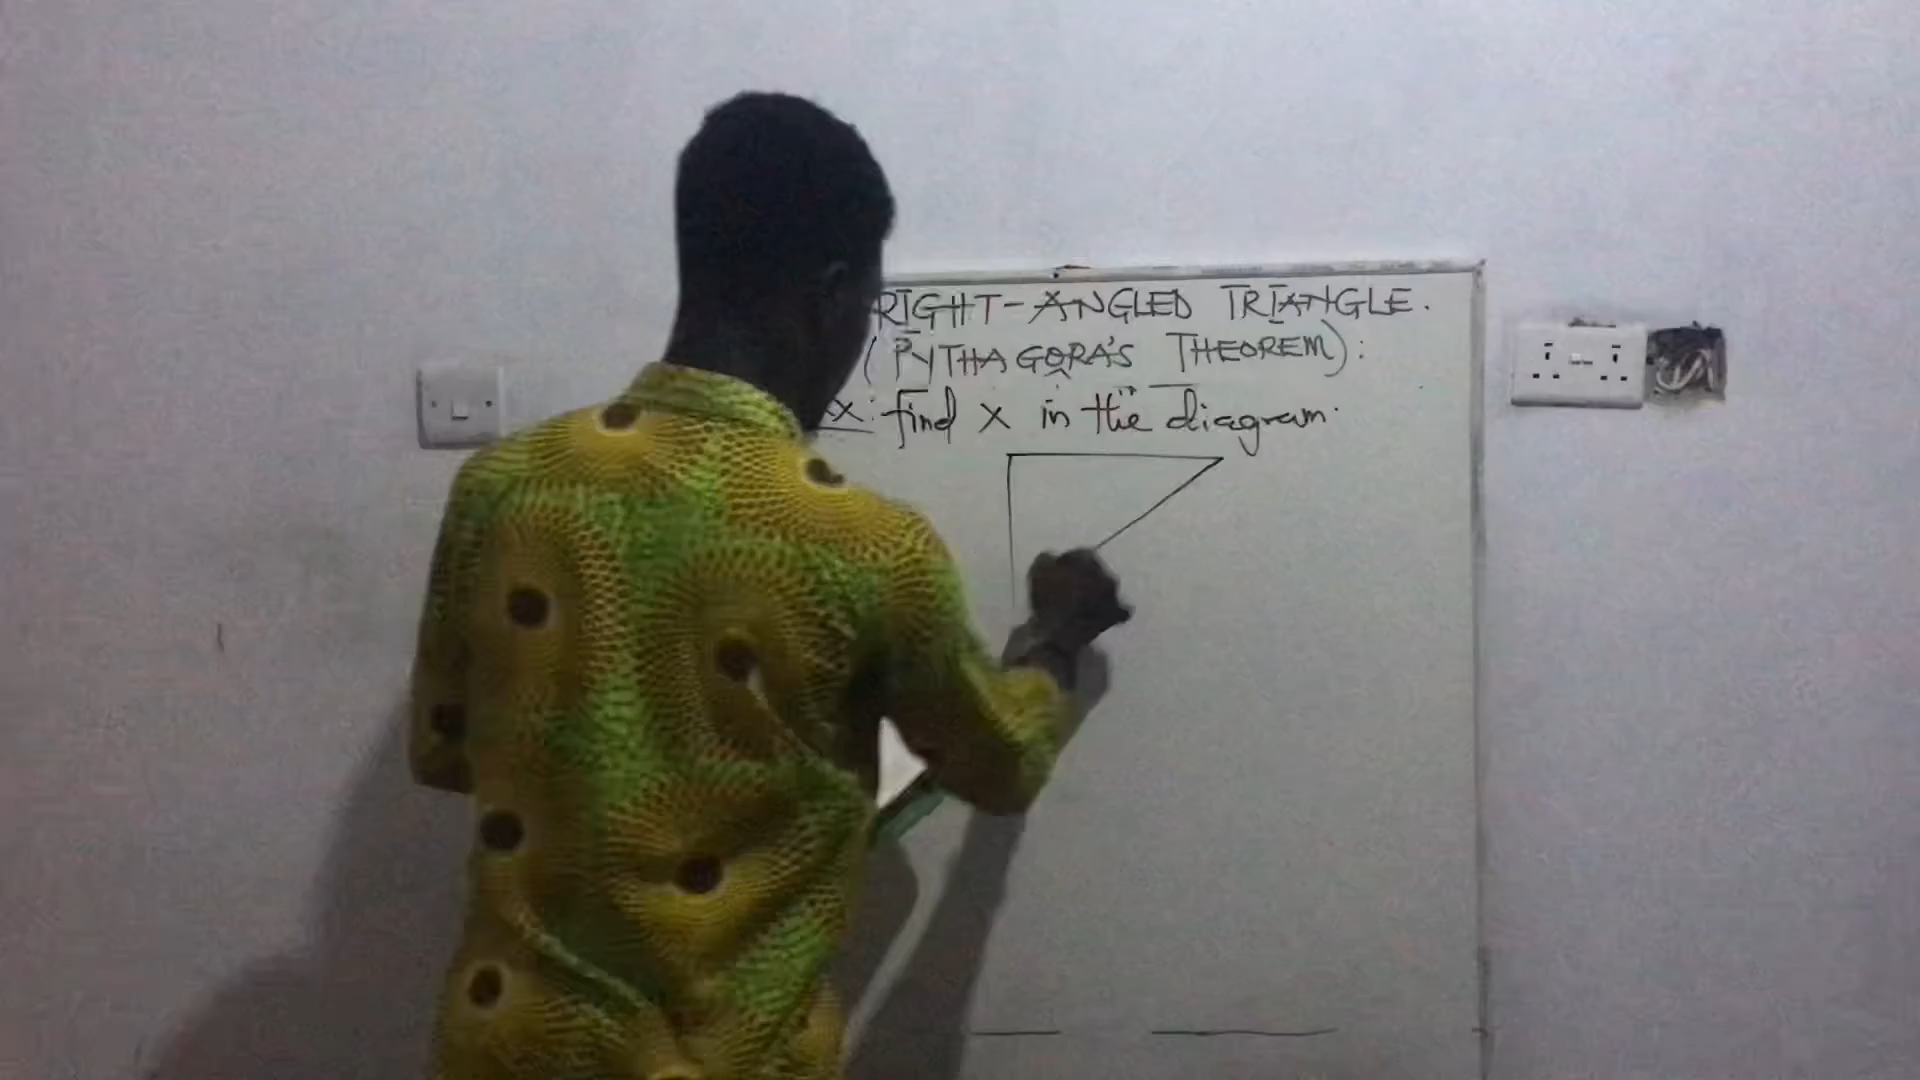 RIGHT-ANGLED TRIANGLE.
(PYTHAGORA'S THEOREM):
X: find x in the diagram.